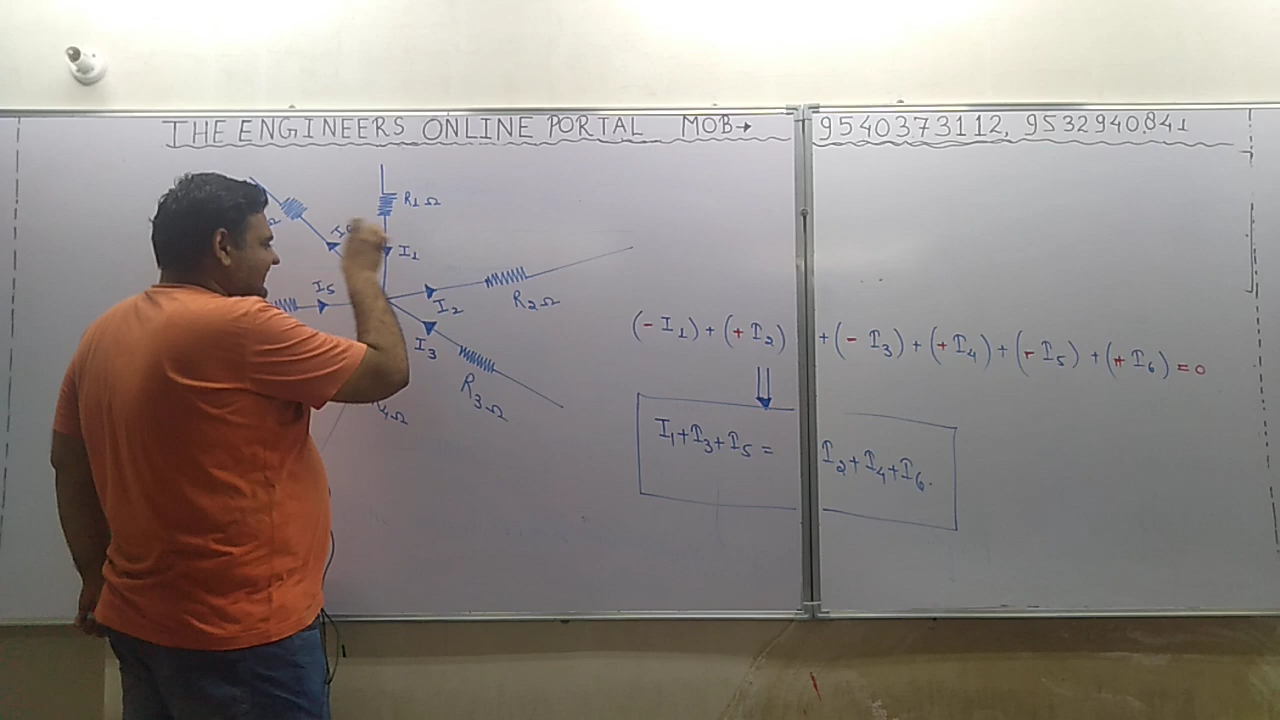 THE ENGINEERS ONLINE PORTAL MOB→ 9540373112, 9532940841
Ω
R1 Ω
I1
I5
I2
R2 Ω
I3
R3 Ω
R4 Ω
(- I1) + (+ I2) + (- I3) + (+ I4) + (- I5) + (+ I6) = 0
I1 + I3 + I5 = I2 + I4 + I6.